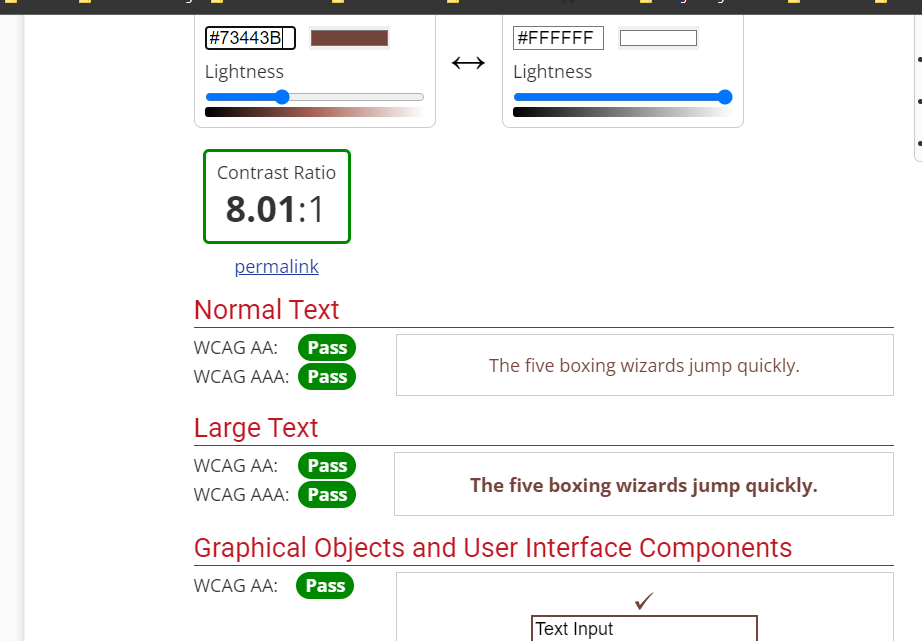 #73443B #FFFFFF
Lightness Lightness
Contrast Ratio
8.01:1
permalink
Normal Text
WCAG AA: Pass
WCAG AAA: Pass
The five boxing wizards jump quickly.
Large Text
WCAG AA: Pass
WCAG AAA: Pass
The five boxing wizards jump quickly.
Graphical Objects and User Interface Components
WCAG AA: Pass
Text Input